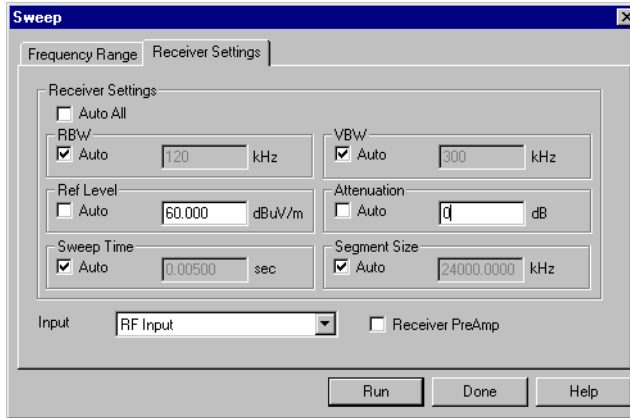 Sweep
Frequency Range Receiver Settings
Receiver Settings
Auto All
RBW
Auto 120 kHz
VBW
Auto 300 kHz
Ref Level
Auto 60.000 dBuV/m
Attenuation
Auto 0 dB
Sweep Time
Auto 0.00500 sec
Segment Size
Auto 24000.0000 kHz
Input RF Input Receiver PreAmp
Run Done Help